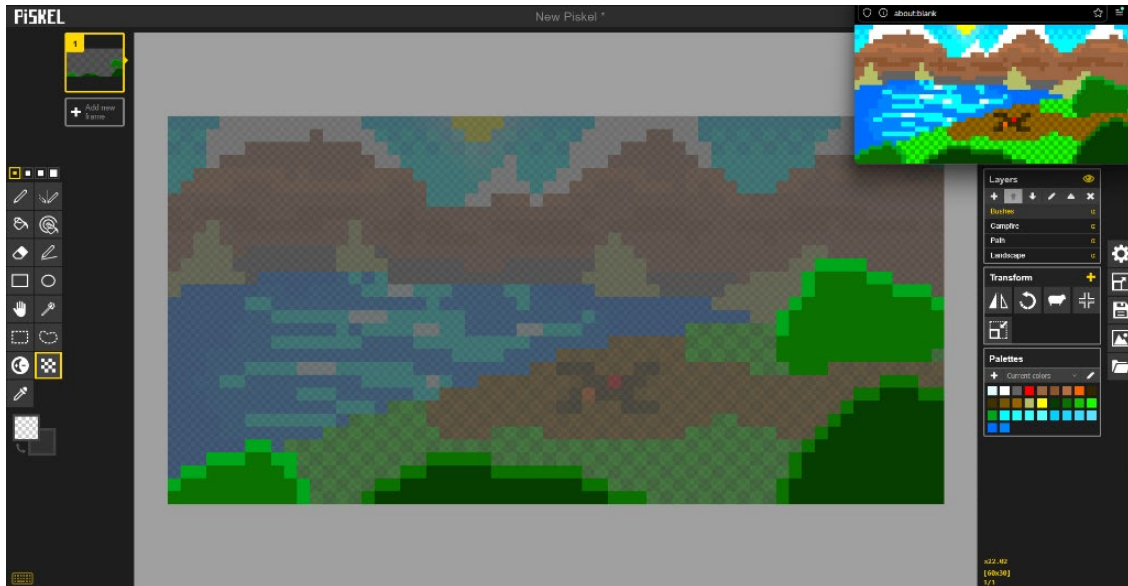 PiSKEL
New Piskel *
about:blank
1
Add new
frame
Layers
Bushes
α
Campfire
α
Path
α
Landscape
α
Transform
Palettes
Current colors
x12.02
[60x30]
1/1